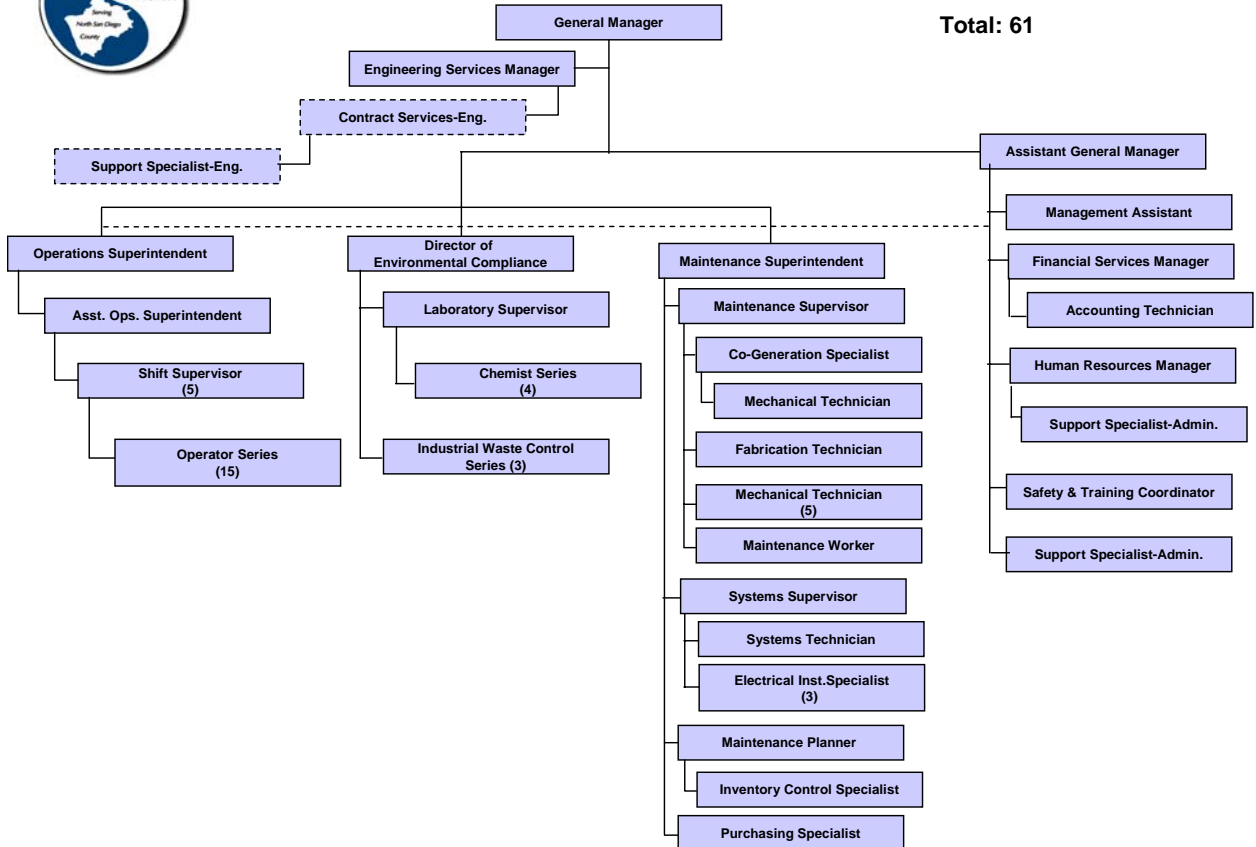 Serving
North San Diego
County
General Manager
Total: 61
Engineering Services Manager
Contract Services-Eng.
Support Specialist-Eng.
Assistant General Manager
Management Assistant
Operations Superintendent
Director of
Environmental Compliance
Maintenance Superintendent
Financial Services Manager
Asst. Ops. Superintendent
Laboratory Supervisor
Maintenance Supervisor
Accounting Technician
Shift Supervisor
(5)
Chemist Series
(4)
Co-Generation Specialist
Human Resources Manager
Mechanical Technician
Support Specialist-Admin.
Operator Series
(15)
Industrial Waste Control
Series (3)
Fabrication Technician
Mechanical Technician
(5)
Safety & Training Coordinator
Maintenance Worker
Support Specialist-Admin.
Systems Supervisor
Systems Technician
Electrical Inst.Specialist
(3)
Maintenance Planner
Inventory Control Specialist
Purchasing Specialist